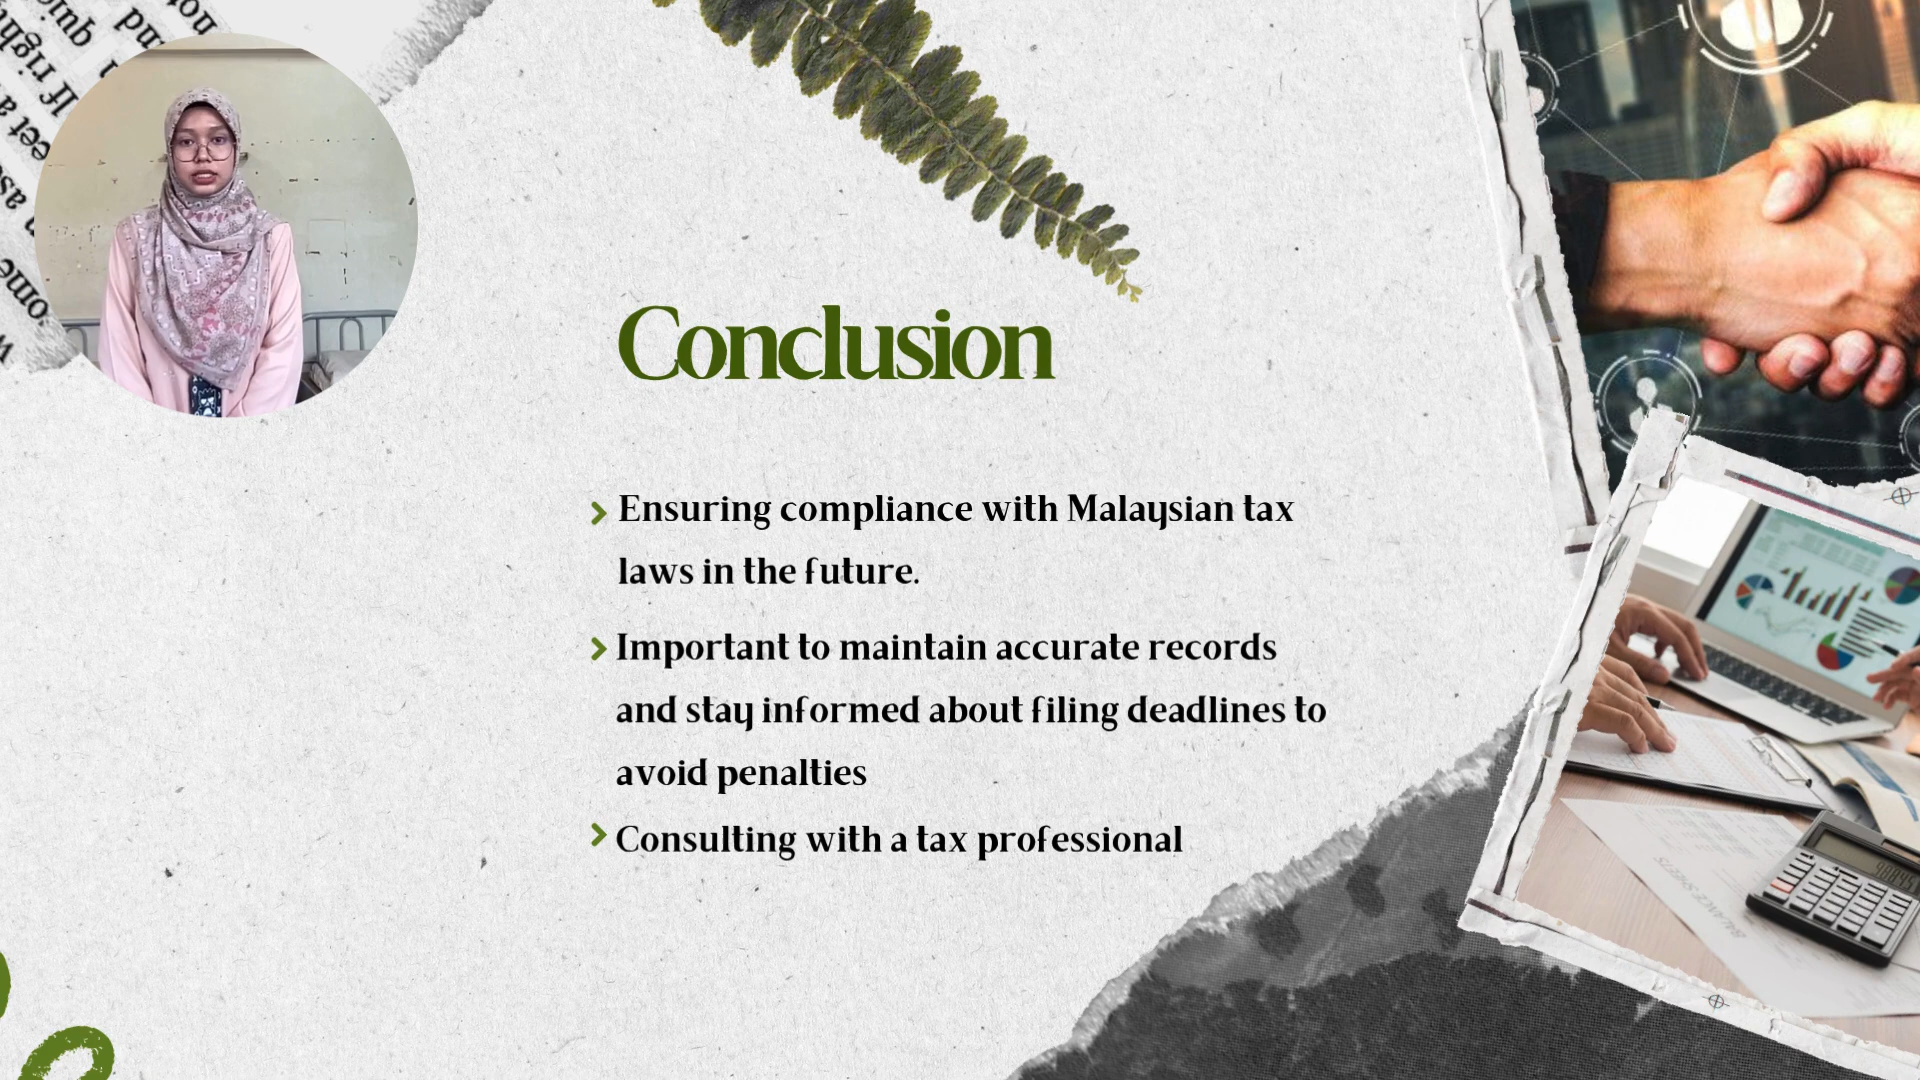 Conclusion
Ensuring compliance with Malaysian tax
laws in the future.
Important to maintain accurate records
and stay informed about filing deadlines to
avoid penalties
Consulting with a tax professional